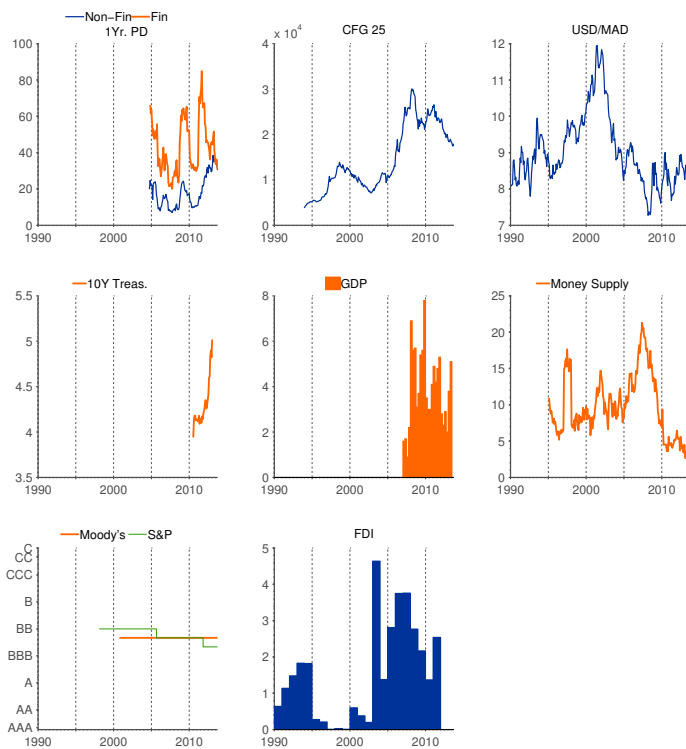 Non-Fin Fin
1Yr. PD
100
80
60
40
20
0
1990 2000 2010
x 10^4
CFG 25
4
3
2
1
0
1990 2000 2010
USD/MAD
12
11
10
9
8
7
1990 2000 2010
10Y Treas.
5.5
5
4.5
4
3.5
1990 2000 2010
GDP
8
6
4
2
0
1990 2000 2010
Money Supply
25
20
15
10
5
0
1990 2000 2010
Moody's S&P
C
CC
CCC
B
BB
BBB
A
AA
AAA
1990 2000 2010
FDI
5
4
3
2
1
0
1990 2000 2010